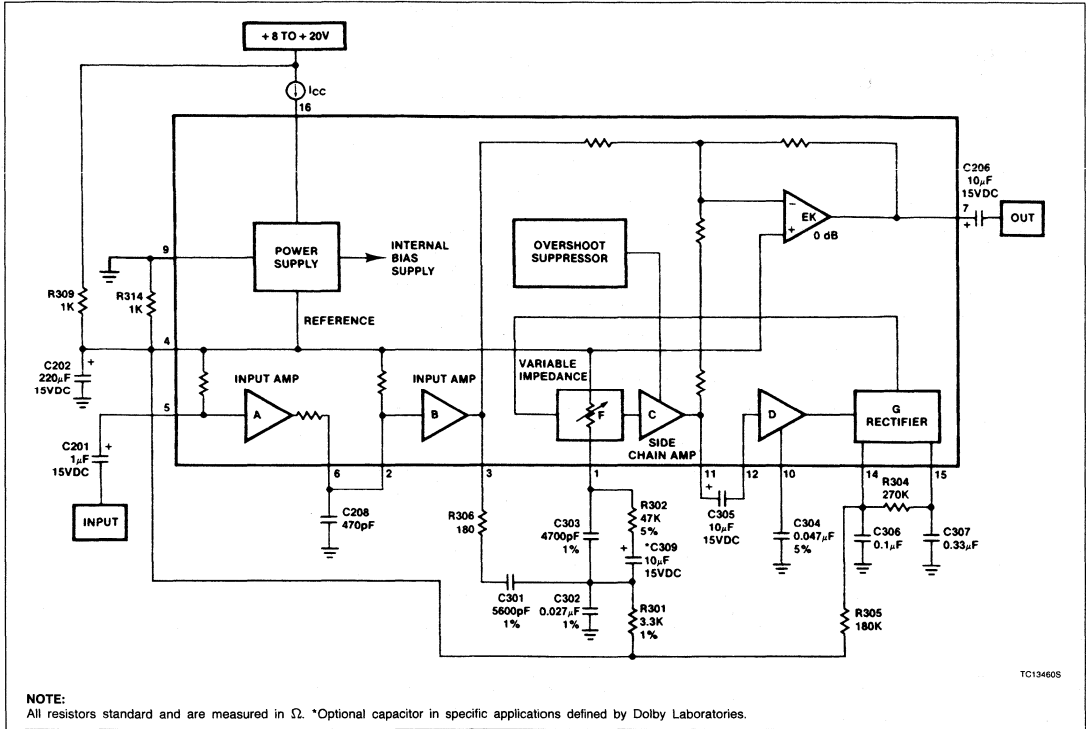 +8 TO +20V
ICC
16
C206
10μF
15VDC
7
+
OUT
−
EK
+
0 dB
OVERSHOOT
SUPPRESSOR
9
POWER
SUPPLY
INTERNAL
BIAS
SUPPLY
R309
1K
R314
1K
REFERENCE
4
C202
220μF
15VDC
+
VARIABLE
IMPEDANCE
INPUT AMP
INPUT AMP
5
A
B
F
C
D
G
RECTIFIER
SIDE
CHAIN AMP
C201
1μF
15VDC
+
INPUT
6
2
3
1
11
12
10
14
15
R304
270K
C208
470pF
R306
180
C303
4700pF
1%
R302
47K
5%
+
*C309
10μF
15VDC
+
C305
10μF
15VDC
C304
0.047μF
5%
C306
0.1μF
C307
0.33μF
C301
5600pF
1%
C302
0.027μF
1%
R301
3.3K
1%
R305
180K
TC13460S
NOTE:
All resistors standard and are measured in Ω. *Optional capacitor in specific applications defined by Dolby Laboratories.